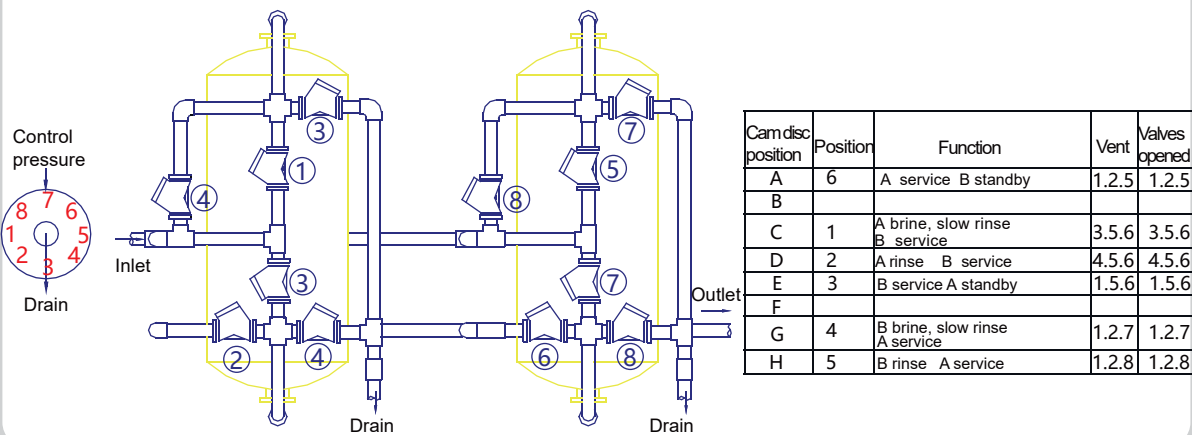 Control
pressure
7
8 6
1 5
2 4
3
Drain
3
1
4
Inlet
3
2
4
Drain
7
5
8
7
Outlet
6
8
Drain
Cam disc position Position Function Vent Valves opened
A 6 A service B standby 1.2.5 1.2.5
B
C 1 A brine, slow rinse B service 3.5.6 3.5.6
D 2 A rinse B service 4.5.6 4.5.6
E 3 B service A standby 1.5.6 1.5.6
F
G 4 B brine, slow rinse A service 1.2.7 1.2.7
H 5 B rinse A service 1.2.8 1.2.8